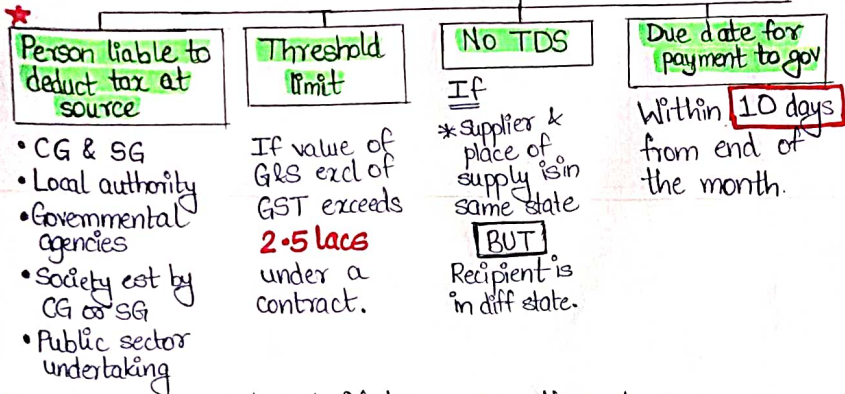 Person liable to
deduct tax at
source
• CG & SG
• Local authority
• Governmental
agencies
• Society est by
CG or SG
• Public sector
undertaking
Threshold
limit
If value of
G&S excl of
GST exceeds
2.5 lacs
under a
contract.
No TDS
If
* Supplier &
place of
supply is in
same state
BUT
Recipient is
in diff state.
Due date for
payment to gov
Within 10 days
from end of
the month.